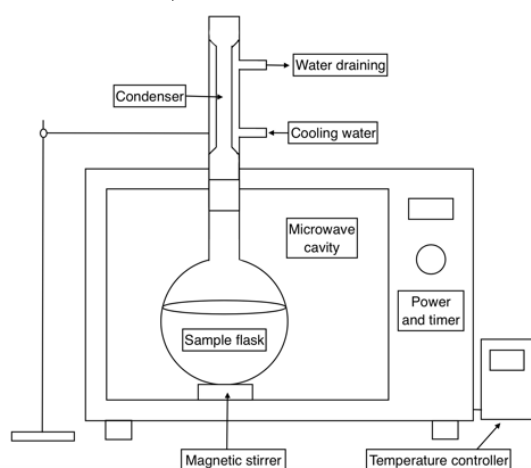 Water draining
Condenser
Cooling water
Microwave
cavity
Power
and timer
Sample flask
Magnetic stirrer
Temperature controller